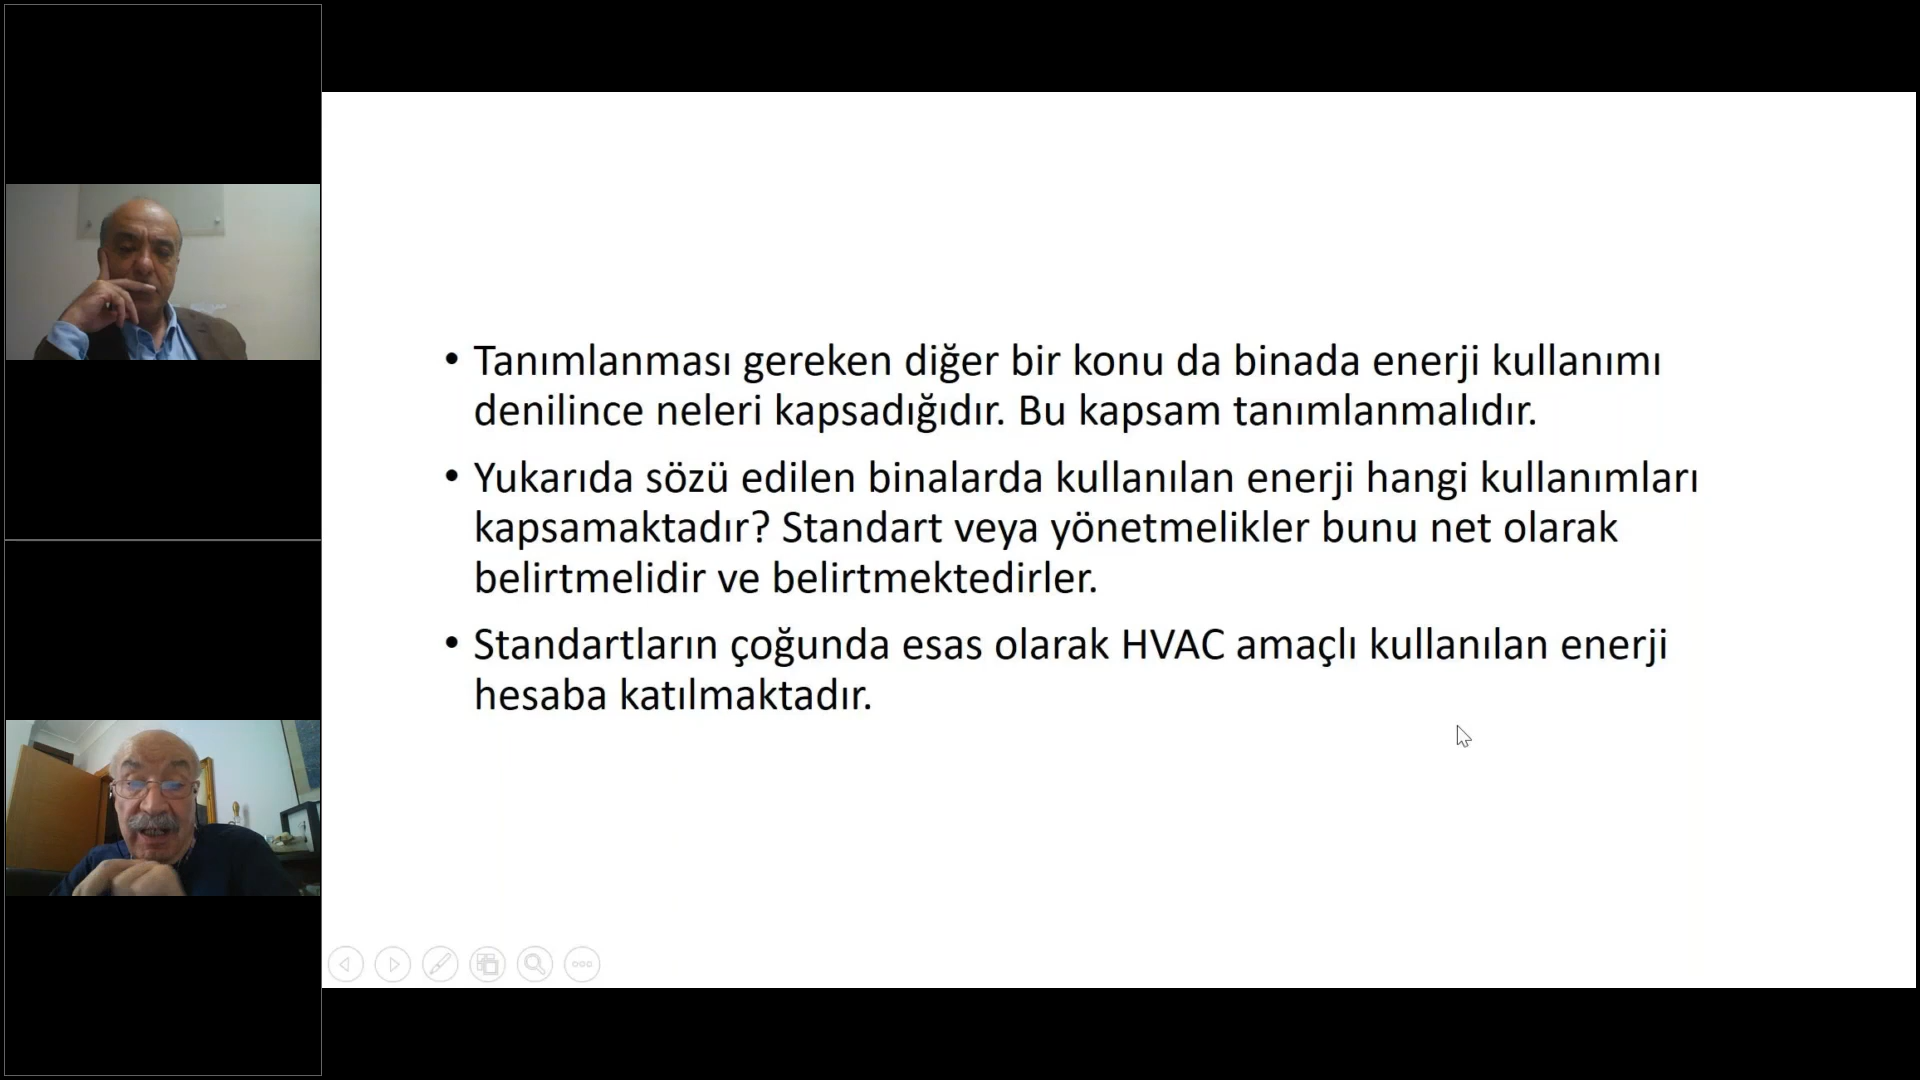 • Tanımlanması gereken diğer bir konu da binada enerji kullanımı
denilince neleri kapsadığıdır. Bu kapsam tanımlanmalıdır.
• Yukarıda sözü edilen binalarda kullanılan enerji hangi kullanımları
kapsamaktadır? Standart veya yönetmelikler bunu net olarak
belirtmelidir ve belirtmektedirler.
• Standartların çoğunda esas olarak HVAC amaçlı kullanılan enerji
hesaba katılmaktadır.